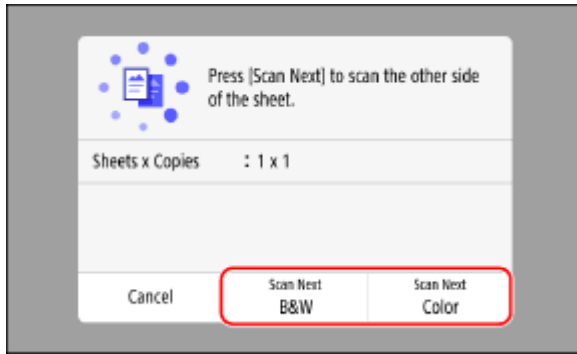 Press [Scan Next] to scan the other side
of the sheet.
Sheets x Copies : 1 x 1
Cancel
Scan Next
B&W
Scan Next
Color